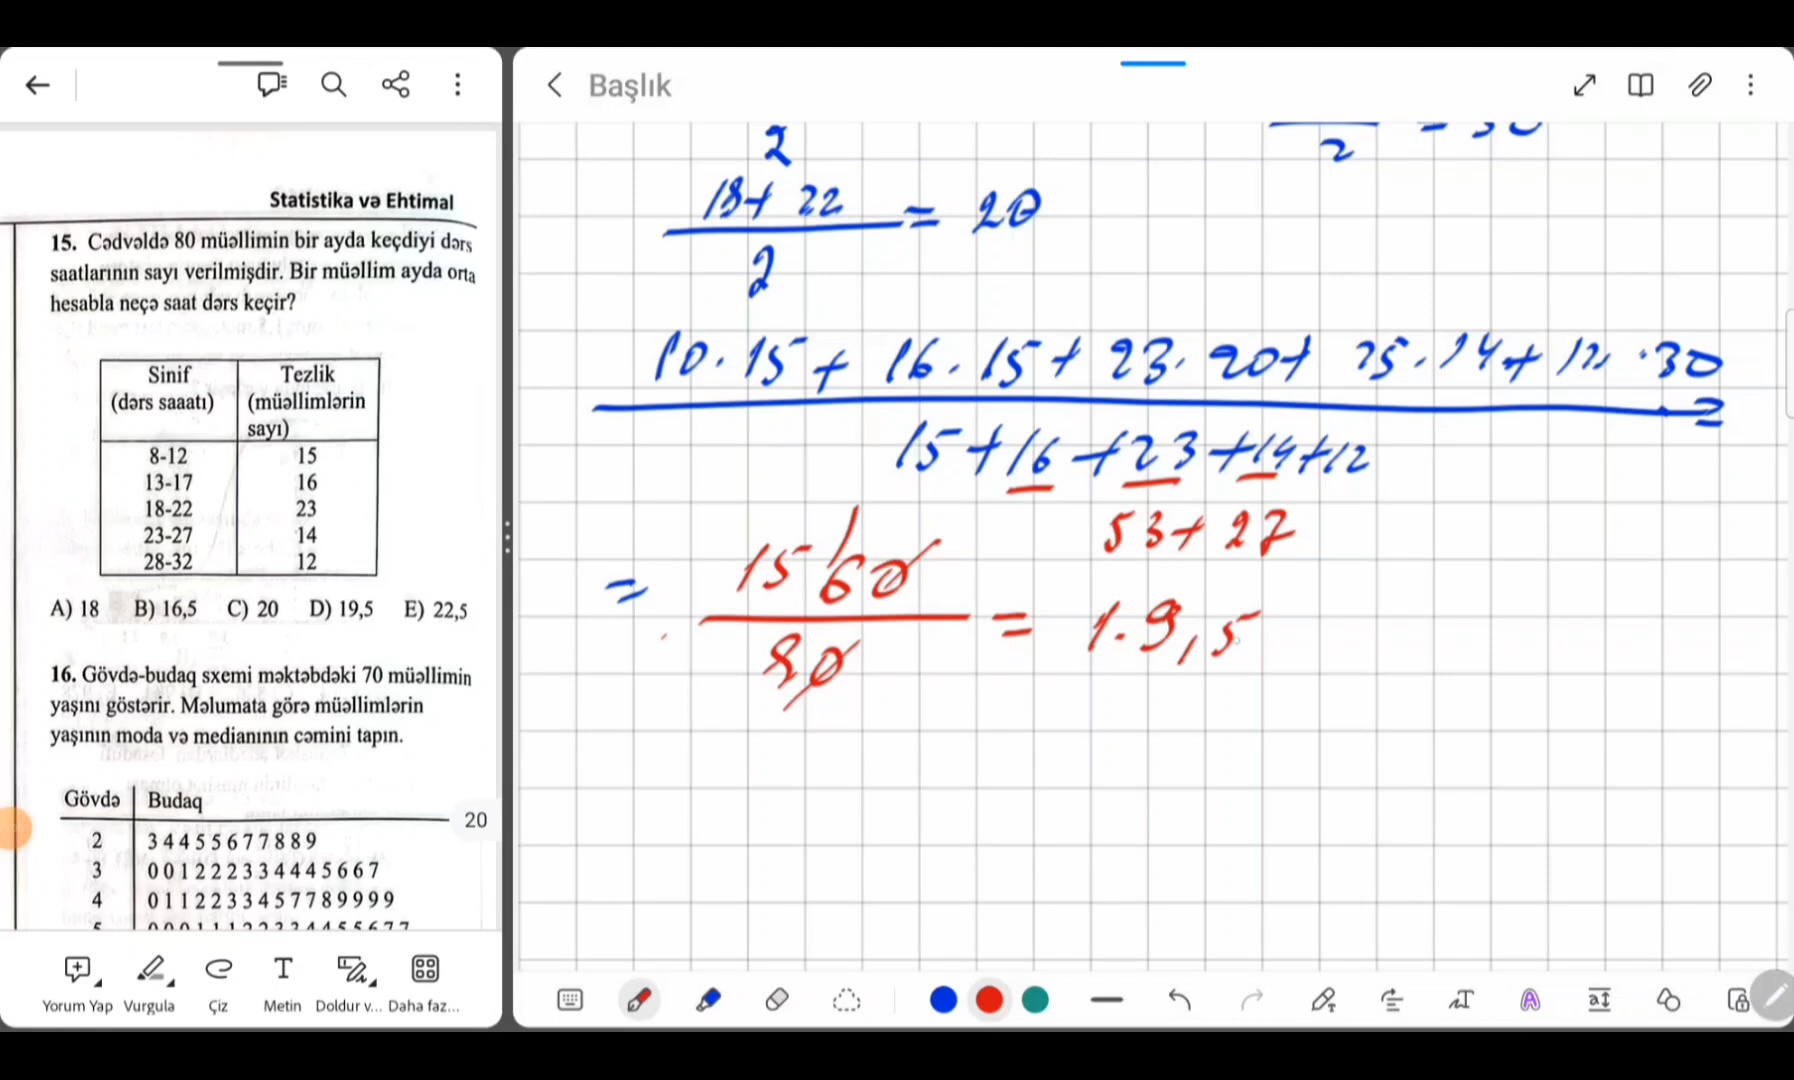 Statistika və Ehtimal
15. Cədvəldə 80 müəllimin bir ayda keçdiyi dərs
saatlarının sayı verilmişdir. Bir müəllim ayda orta
hesabla neçə saat dərs keçir?
Sinif Tezlik
(dərs saaatı) (müəllimlərin
sayı)
8-12 15
13-17 16
18-22 23
23-27 14
28-32 12
A) 18 B) 16,5 C) 20 D) 19,5 E) 22,5
16. Gövdə-budaq sxemi məktəbdəki 70 müəllimin
yaşını göstərir. Məlumata görə müəllimlərin
yaşının moda və medianının cəmini tapın.
Gövdə Budaq
20
2 3 4 4 5 5 6 7 7 8 8 9
3 0 0 1 2 2 2 3 3 4 4 4 5 6 6 7
4 0 1 1 2 2 3 3 4 5 7 7 8 9 9 9 9
Yorum Yap Vurgula Çiz Metin Doldur v... Daha faz...
Başlık
2
2
18+22 = 20
2
10.15+ 16.15+ 23.20+ 25.14+ 12.30
=
15+16+23+14+12
53+27
= 1560 = 19,5
80